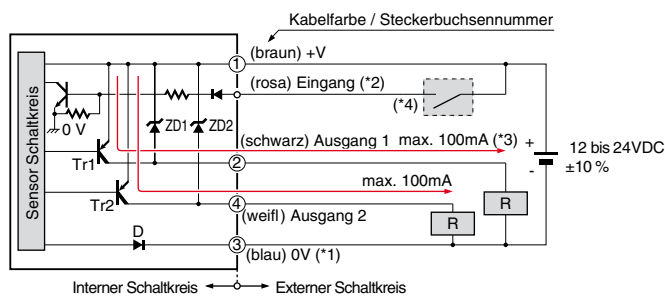 Kabelfarbe / Steckerbuchsennummer
(braun) +V
1
(rosa) Eingang (*2)
(*4)
Sensor Schaltkreis
0 V
ZD1
ZD2
(schwarz) Ausgang 1 max. 100mA (*3)
+
12 bis 24VDC
±10 %
-
Tr1
2
max. 100mA
R
Tr2
4
(weifl) Ausgang 2
R
D
3
(blau) 0V (*1)
Interner Schaltkreis
Externer Schaltkreis